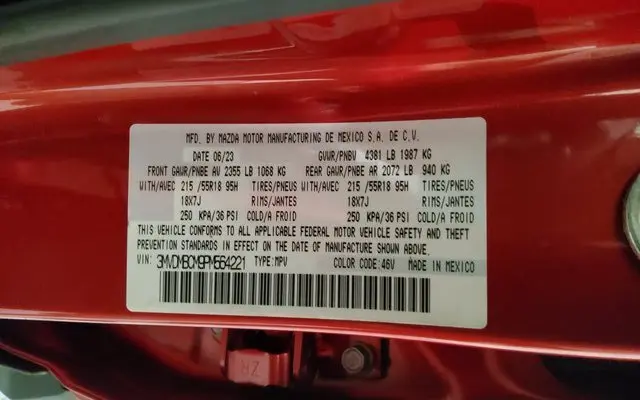 MFD. BY MAZDA MOTOR MANUFACTURING DE MEXICO S.A. DE C.V.
DATE 06/23 GVWR/PNBV 4381 LB 1987 KG
FRONT GAWR/PNBE AV 2355 LB 1068 KG REAR GAWR/PNBE AR 2072 LB 940 KG
WITH/AVEC 215 /55R18 95H TIRES/PNEUS WITH/AVEC 215 /55R18 95H TIRES/PNEUS
18X7J RIMS/JANTES 18X7J RIMS/JANTES
250 KPA/36 PSI COLD/A FROID 250 KPA/36 PSI COLD/A FROID
THIS VEHICLE CONFORMS TO ALL APPLICABLE FEDERAL MOTOR VEHICLE SAFETY AND THEFT
PREVENTION STANDARDS IN EFFECT ON THE DATE OF MANUFACTURE SHOWN ABOVE.
VIN: 3MVDMBCM9PM564221 TYPE: MPV COLOR CODE: 46V MADE IN MEXICO